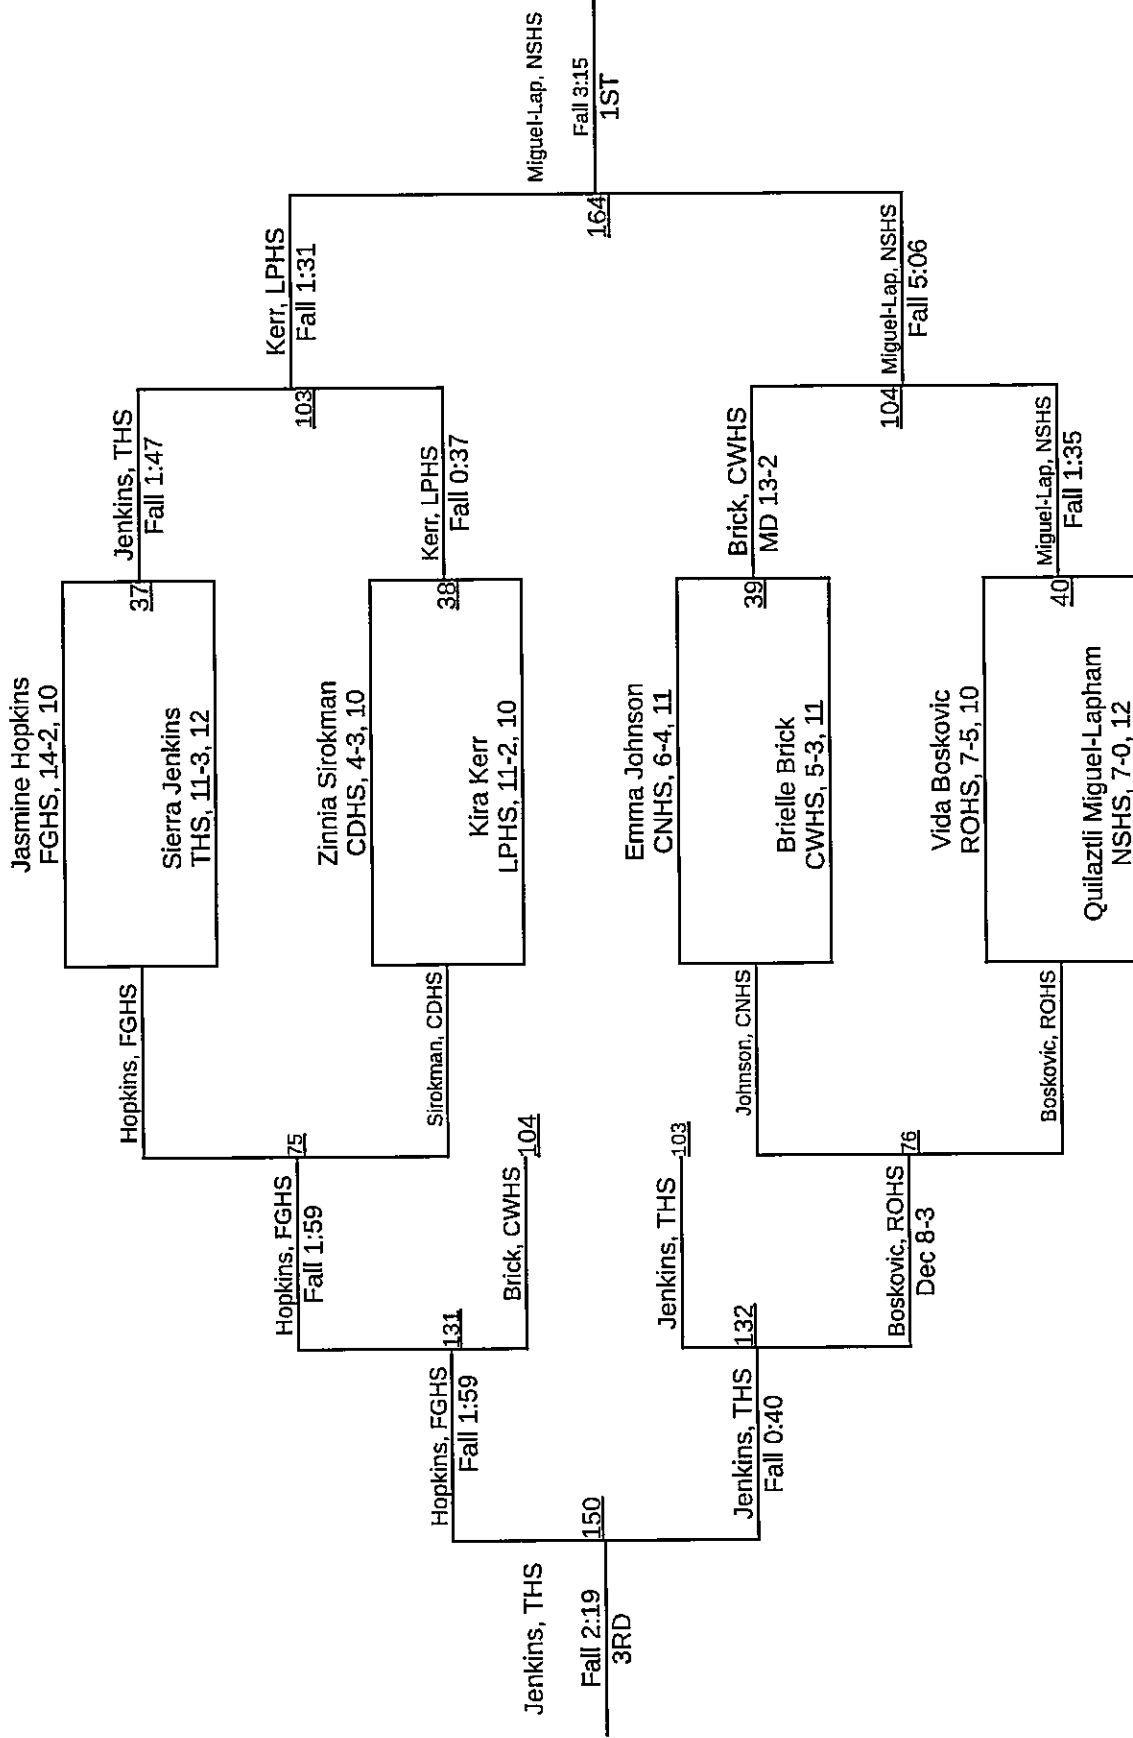 Jasmine Hopkins
FGHS, 14-2, 10
37
Sierra Jenkins
THS, 11-3, 12
Zinnia Sirokman
CDHS, 4-3, 10
38
Kira Kerr
LPHS, 11-2, 10
Emma Johnson
CNHS, 6-4, 11
39
Brielle Brick
CWHS, 5-3, 11
Vida Boskovic
ROHS, 7-5, 10
40
Quilaztli Miguel-Lapham
NSHS, 7-0, 12
Jenkins, THS
Fall 1:47
103
Kerr, LPHS
Fall 0:37
Brick, CWHS
MD 13-2
104
Miguel-Lap, NSHS
Fall 1:35
Kerr, LPHS
Fall 1:31
164
Miguel-Lap, NSHS
Fall 5:06
Miguel-Lap, NSHS
Fall 3:15
1ST
Hopkins, FGHS
75
Sirokman, CDHS
Johnson, CNHS
76
Boskovic, ROHS
Hopkins, FGHS
Fall 1:59
131
Brick, CWHS
104
Jenkins, THS
103
132
Boskovic, ROHS
Dec 8-3
Hopkins, FGHS
Fall 1:59
150
Jenkins, THS
Fall 0:40
Jenkins, THS
Fall 2:19
3RD